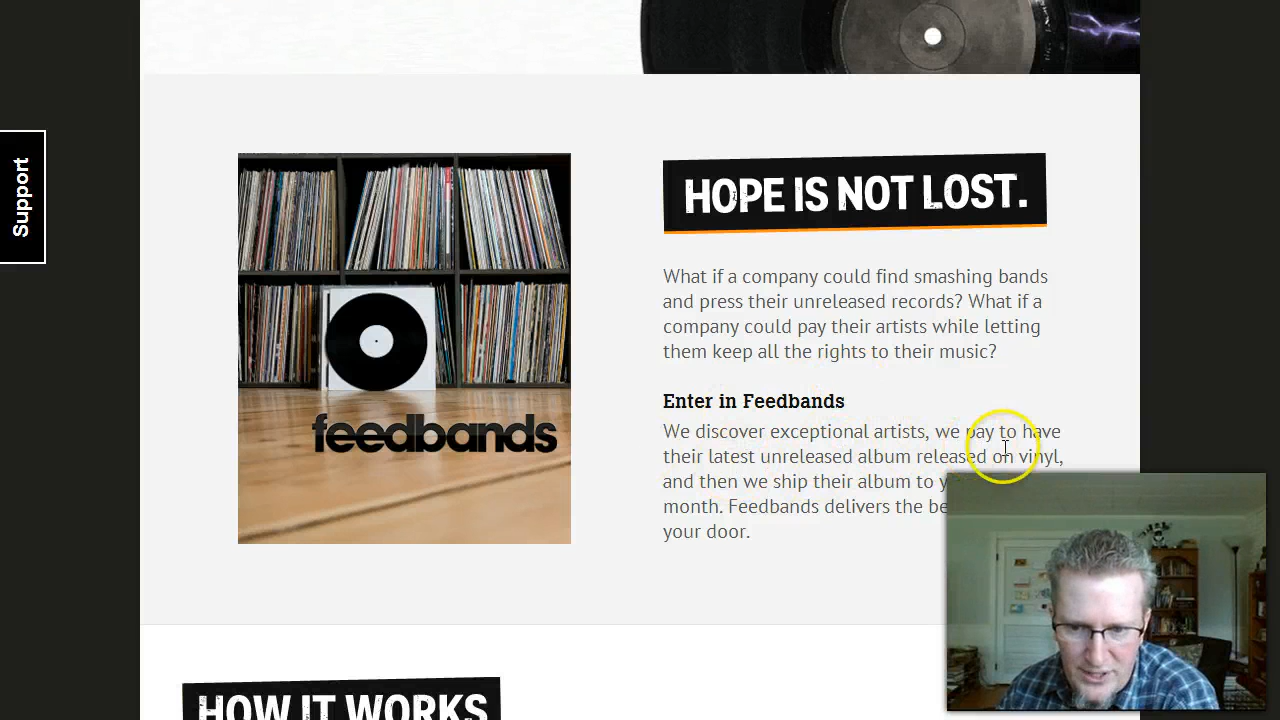 Support
HOPE IS NOT LOST.
What if a company could find smashing bands
and press their unreleased records? What if a
company could pay their artists while letting
them keep all the rights to their music?
Enter in Feedbands
We discover exceptional artists, we pay to have
their latest unreleased album released on vinyl,
and then we ship their album to
month. Feedbands delivers the
your door.
feedbands
HOW IT WORKS